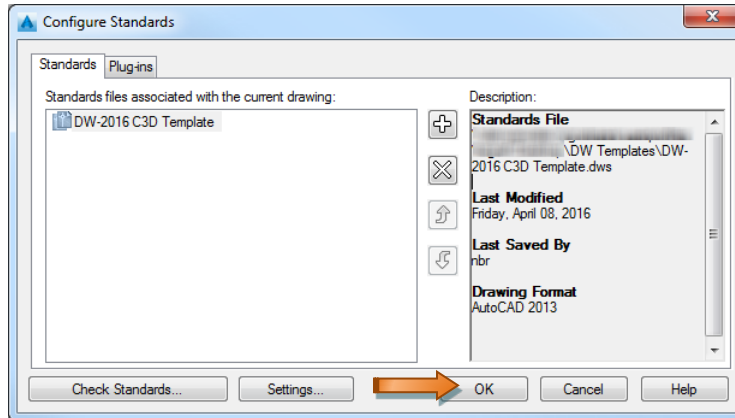 Configure Standards
Standards
Plug-ins
Standards files associated with the current drawing:
DW-2016 C3D Template
Description:
Standards File
\DW Templates\DW-
2016 C3D Template.dws
Last Modified
Friday, April 08, 2016
Last Saved By
nbr
Drawing Format
AutoCAD 2013
Check Standards...
Settings...
OK
Cancel
Help